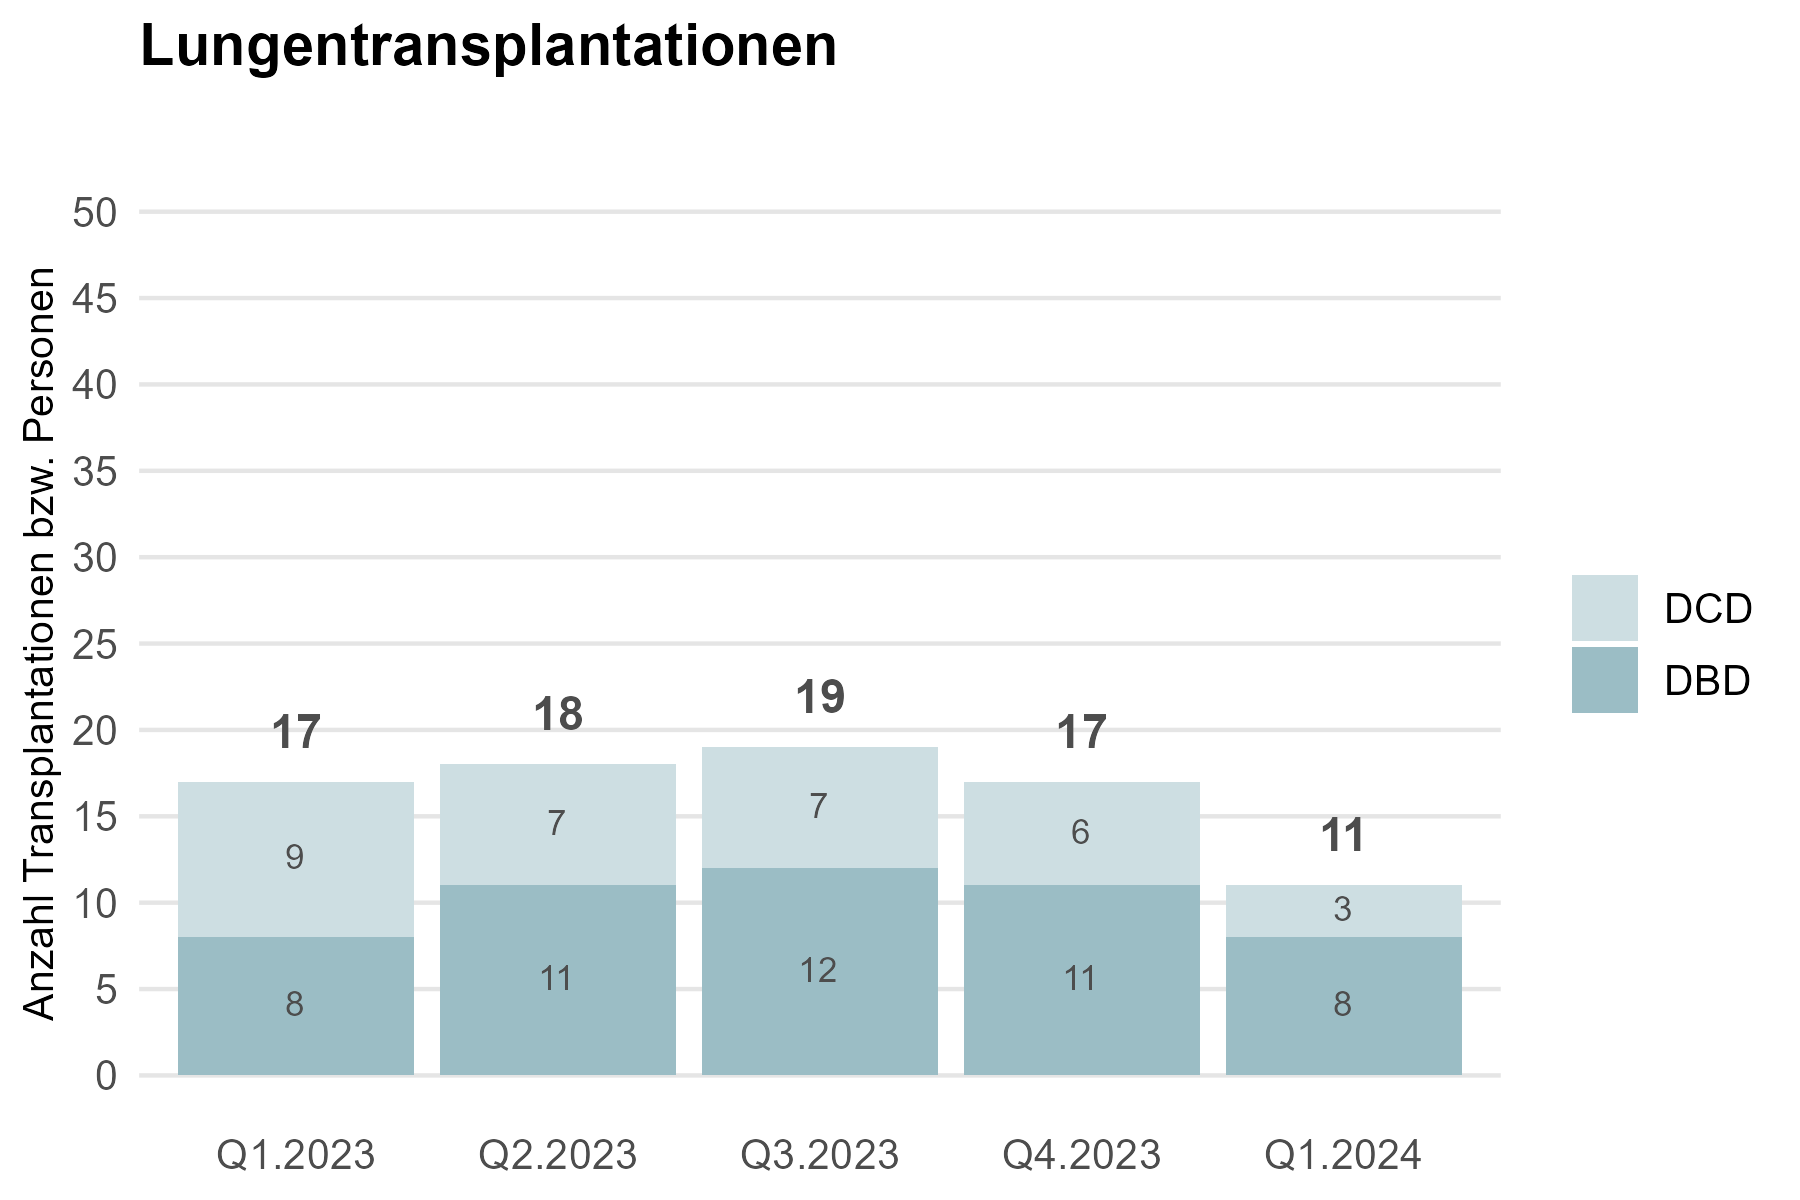 Lungentransplantationen
Anzahl Transplantationen bzw. Personen
50
45
40
35
30
25
20
15
10
5
0
17
18
19
17
11
9
7
7
6
3
8
11
12
11
8
Q1.2023
Q2.2023
Q3.2023
Q4.2023
Q1.2024
DCD
DBD